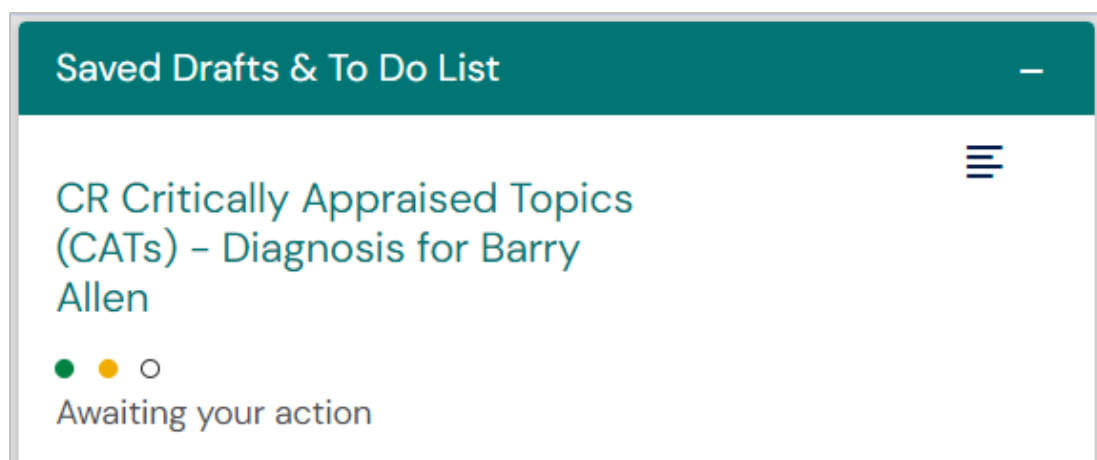 Saved Drafts & To Do List
CR Critically Appraised Topics
(CATs) – Diagnosis for Barry
Allen
Awaiting your action